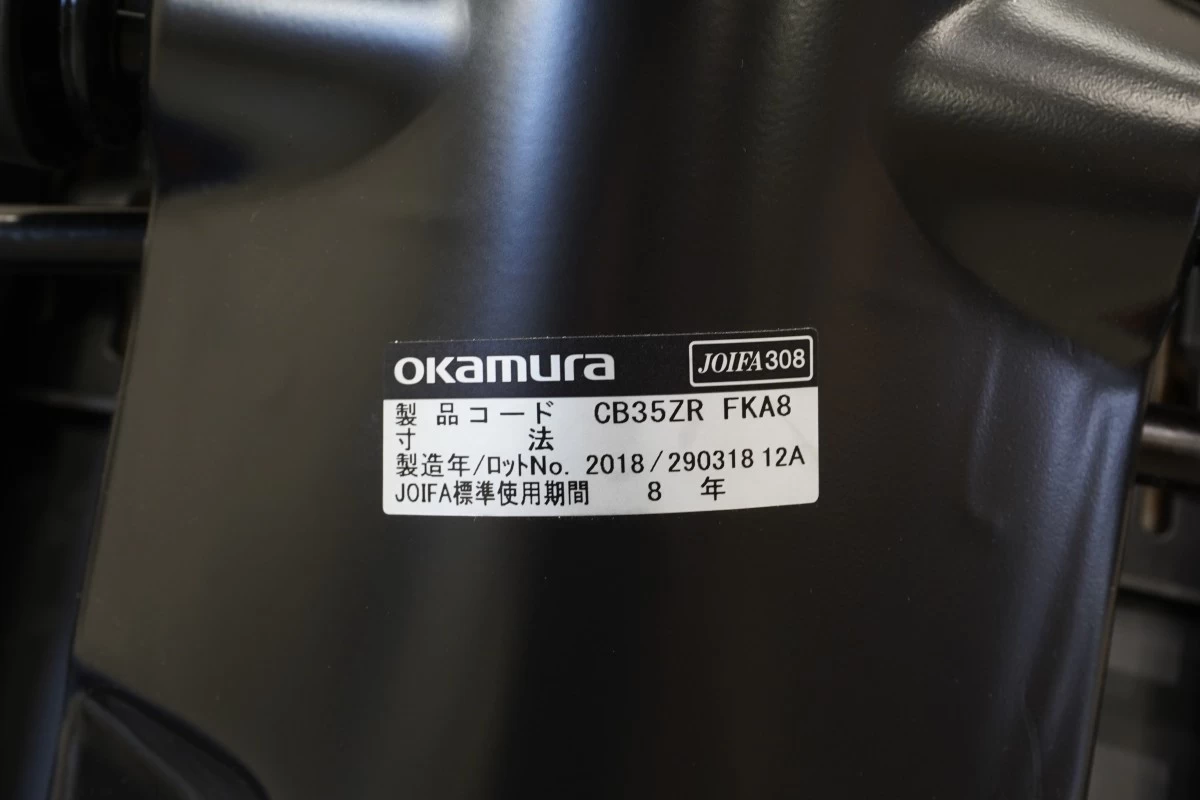 okamura JOIFA308
製品コード CB35ZR FKA8
寸法
製造年/ロットNo. 2018/290318 12A
JOIFA標準使用期間 8 年